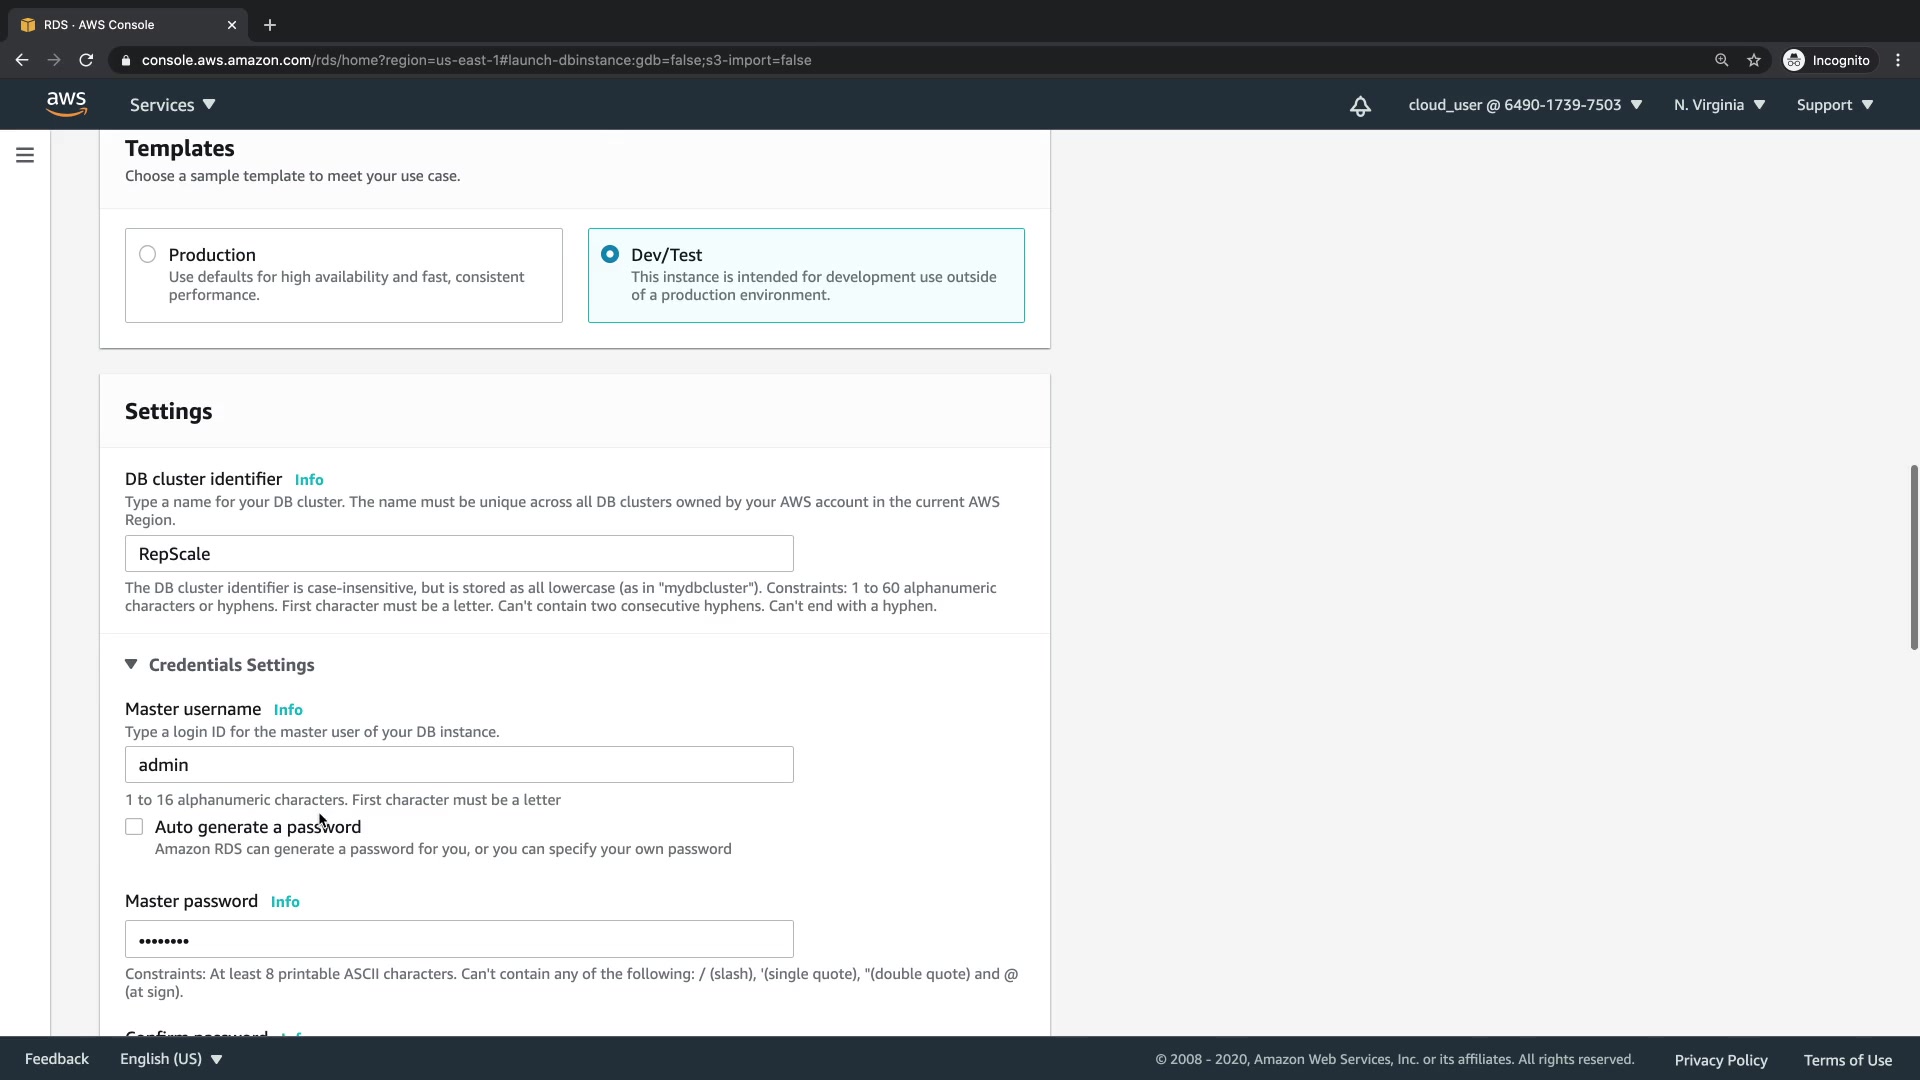 RDS · AWS Console
console.aws.amazon.com/rds/home?region=us-east-1#launch-dbinstance:gdb=false;s3-import=false
Incognito
aws
Services
cloud_user @ 6490-1739-7503
N. Virginia
Support
Templates
Choose a sample template to meet your use case.
Production
Use defaults for high availability and fast, consistent
performance.
Dev/Test
This instance is intended for development use outside
of a production environment.
Settings
DB cluster identifier Info
Type a name for your DB cluster. The name must be unique across all DB clusters owned by your AWS account in the current AWS
Region.
RepScale
The DB cluster identifier is case-insensitive, but is stored as all lowercase (as in "mydbcluster"). Constraints: 1 to 60 alphanumeric
characters or hyphens. First character must be a letter. Can't contain two consecutive hyphens. Can't end with a hyphen.
Credentials Settings
Master username Info
Type a login ID for the master user of your DB instance.
admin
1 to 16 alphanumeric characters. First character must be a letter
Auto generate a password
Amazon RDS can generate a password for you, or you can specify your own password
Master password Info
••••••••
Constraints: At least 8 printable ASCII characters. Can't contain any of the following: / (slash), '(single quote), "(double quote) and @
(at sign).
Confirm password Info
Feedback
English (US)
© 2008 - 2020, Amazon Web Services, Inc. or its affiliates. All rights reserved.
Privacy Policy
Terms of Use